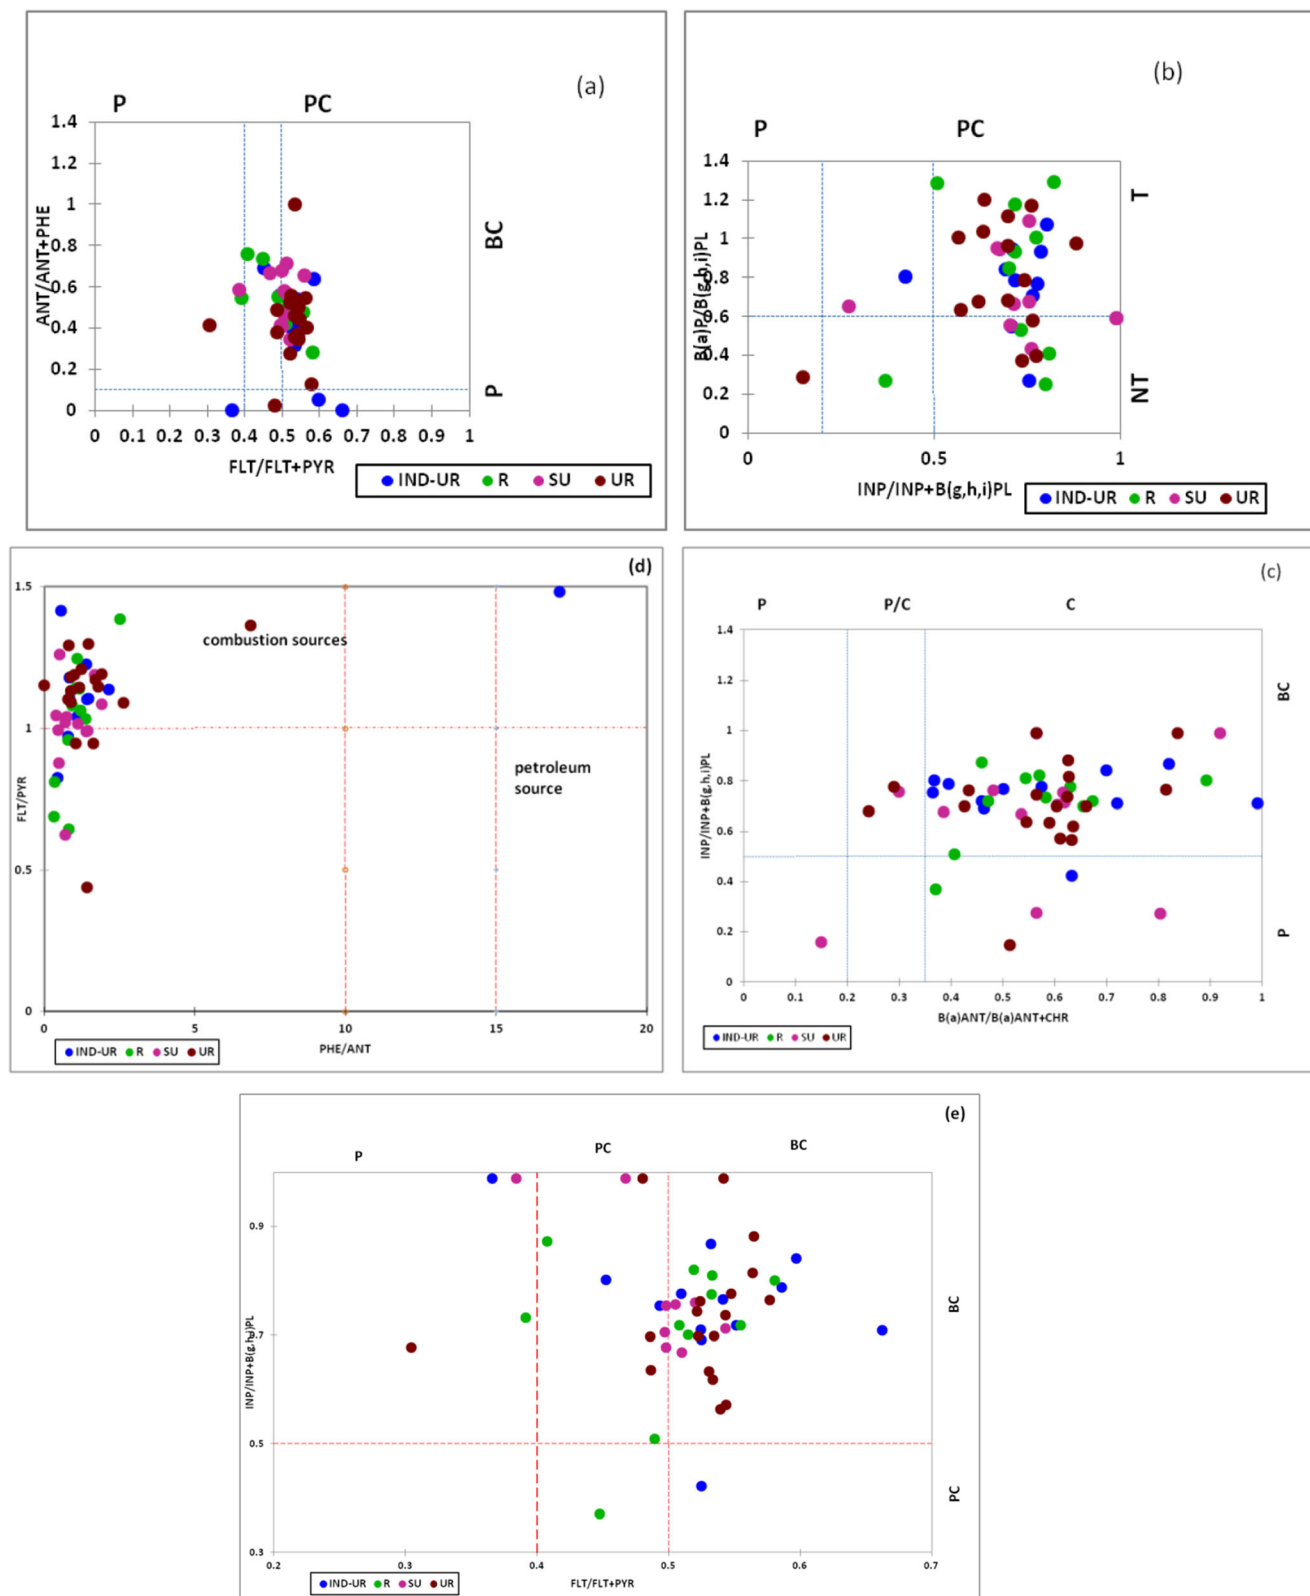 (a)
P PC
ANT/ANT+PHE
1.4
1.2
1
0.8
0.6
0.4
0.2
0
BC
P
0 0.1 0.2 0.3 0.4 0.5 0.6 0.7 0.8 0.9 1
FLT/FLT+PYR
IND-UR R SU UR
(b)
P PC
B(a)P/B(g,h,i)PL
1.4
1.2
1
0.8
0.6
0.4
0.2
0
T
NT
0 0.5 1
INP/INP+B(g,h,i)PL
IND-UR R SU UR
(d)
FLT/PYR
1.5
1
0.5
0
combustion sources
petroleum
source
0 5 10 15 20
PHE/ANT
IND-UR R SU UR
(c)
P P/C C
INP/INP+B(g,h,i)PL
1.4
1.2
1
0.8
0.6
0.4
0.2
0
BC
P
0 0.1 0.2 0.3 0.4 0.5 0.6 0.7 0.8 0.9 1
B(a)ANT/B(a)ANT+CHR
IND-UR R SU UR
(e)
P PC BC
INP/INP+B(g,h,i)PL
0.9
0.7
0.5
0.3
BC
PC
0.2 0.3 0.4 0.5 0.6 0.7
FLT/FLT+PYR
IND-UR R SU UR